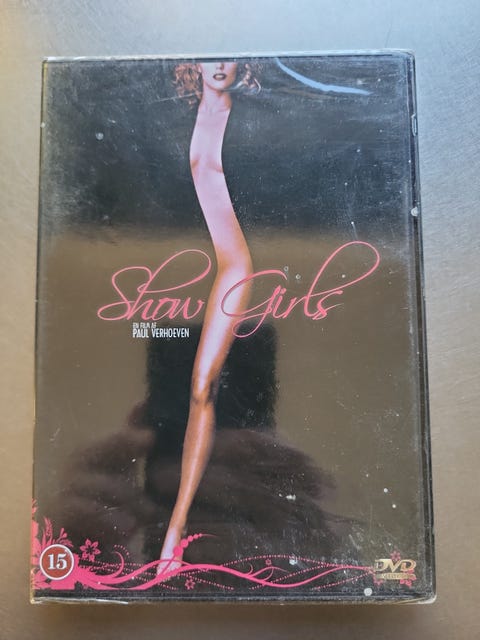 Show Girls
EN FILM AF
PAUL VERHOEVEN
15
DVD